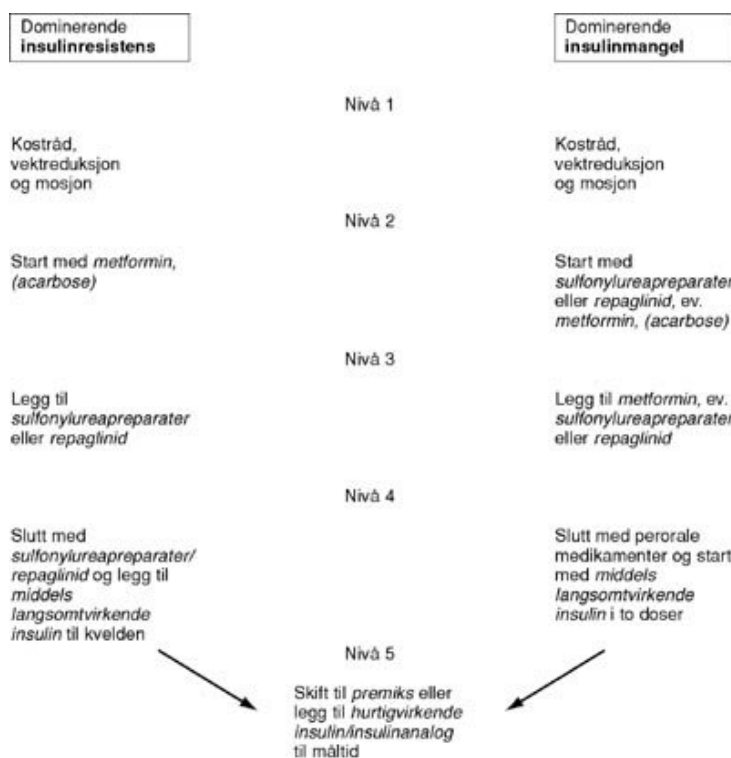 Dominerende
insulinresistens
Dominerende
insulinmangel
Nivå 1
Kostråd,
vektreduksjon
og mosjon
Kostråd,
vektreduksjon
og mosjon
Nivå 2
Start med metformin,
(acarbose)
Start med
sulfonylureapreparater
eller repaglinid, ev.
metformin, (acarbose)
Nivå 3
Legg til
sulfonylureapreparater
eller repaglinid
Legg til metformin, ev.
sulfonylureapreparater
eller repaglinid
Nivå 4
Slutt med
sulfonylureapreparater/
repaglinid og legg til
middels
langsomtvirkende
insulin til kvelden
Slutt med perorale
medikamenter og start
med middels
langsomtvirkende
insulin i to doser
Nivå 5
Skift til premiks eller
legg til hurtigvirkende
insulin/insulinanalog
til måltid